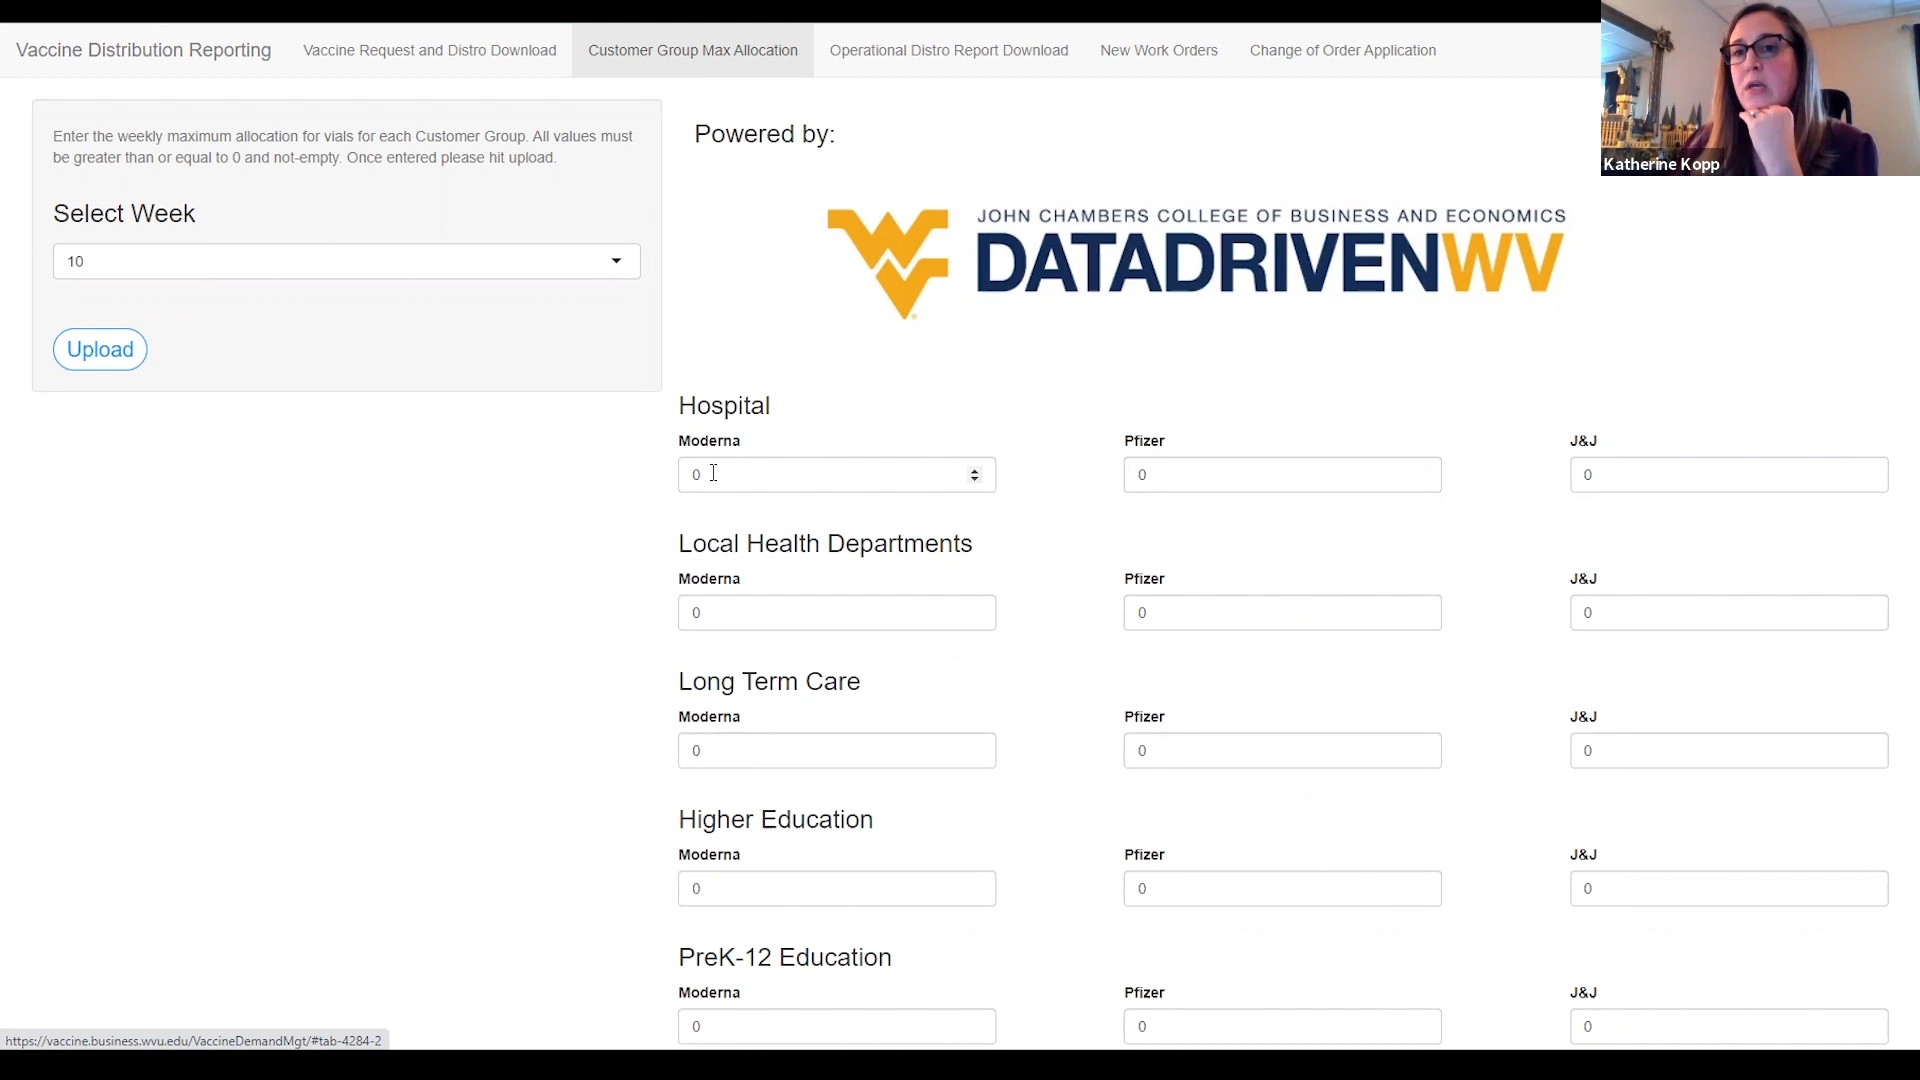 Vaccine Distribution Reporting
Vaccine Request and Distro Download
Customer Group Max Allocation
Operational Distro Report Download
New Work Orders
Change of Order Application
Katherine Kopp
Enter the weekly maximum allocation for vials for each Customer Group. All values must
be greater than or equal to 0 and not-empty. Once entered please hit upload.
Select Week
10
Upload
Powered by:
WV
JOHN CHAMBERS COLLEGE OF BUSINESS AND ECONOMICS
DATADRIVENWV
Hospital
Moderna Pfizer J&J
0 0 0
Local Health Departments
Moderna Pfizer J&J
0 0 0
Long Term Care
Moderna Pfizer J&J
0 0 0
Higher Education
Moderna Pfizer J&J
0 0 0
PreK-12 Education
Moderna Pfizer J&J
0 0 0
https://vaccine.business.wvu.edu/VaccineDemandMgt/#tab-4284-2